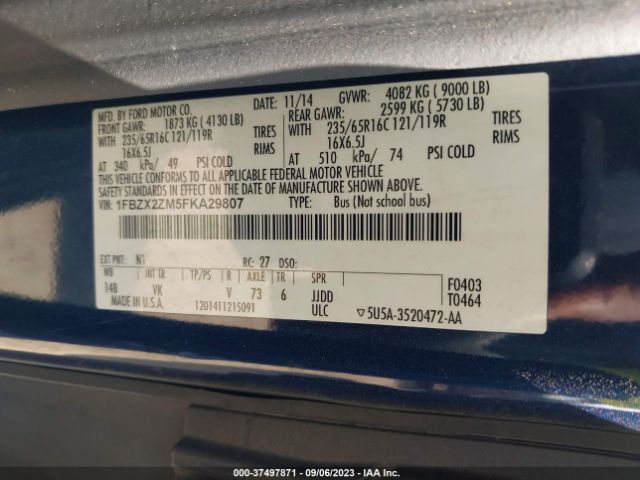 MFD. BY FORD MOTOR CO.
DATE: 11/14 GVWR: 4082 KG ( 9000 LB)
FRONT GAWR: 1873 KG ( 4130 LB)
REAR GAWR: 2599 KG ( 5730 LB)
WITH 235/65R16C 121/119R TIRES
WITH 235/65R16C 121/119R TIRES
16X6.5J RIMS
16X6.5J RIMS
AT 340 kPa/ 49 PSI COLD
AT 510 kPa/ 74 PSI COLD
THIS VEHICLE CONFORMS TO ALL APPLICABLE FEDERAL MOTOR VEHICLE
SAFETY STANDARDS IN EFFECT ON THE DATE OF MANUFACTURE SHOWN ABOVE.
VIN: 1FBZX2ZM5FKA29807 TYPE: Bus (Not school bus)
EXT PNT: RC: 27 DSO:
WB INT TR TP/PS R AXLE TR SPR
148 VK V 73 6 JJDD
F0403
T0464
MADE IN U.S.A. 1201411215091 ULC
▽5U5A-3520472-AA
000-37497871 - 09/06/2023 - IAA Inc.